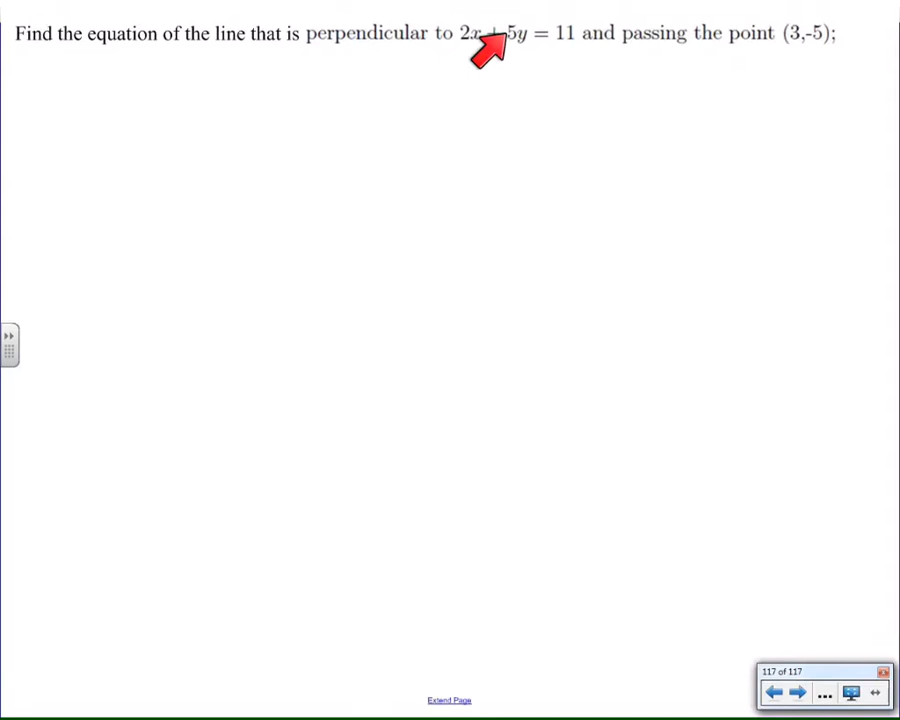 Find the equation of the line that is perpendicular to 2x + 5y = 11 and passing the point (3,-5);
117 of 117
Extend Page